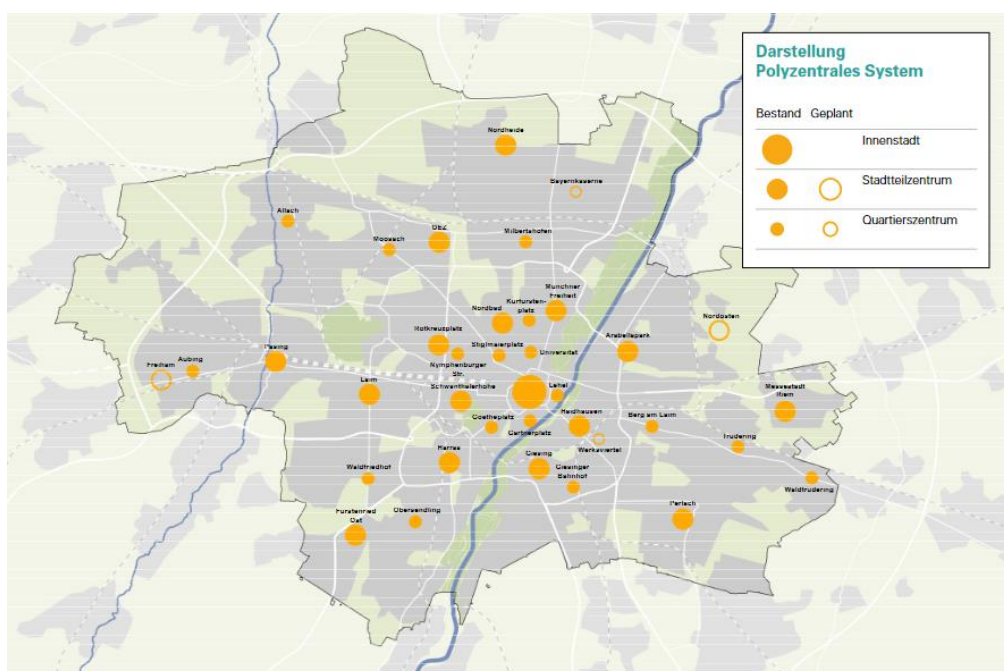 Darstellung
Polyzentrales System
Bestand Geplant
Innenstadt
Stadtteilzentrum
Quartierszentrum
Nordheide
Bayernkaserne
Allach
OEZ
Moosach
Milbertshofen
Münchner
Freiheit
Kurfürsten-
platz
Nordbad
Nordosten
Rotkreuzplatz
Stiglmaierplatz
Universität
Arabellapark
Pasing
Aubing
Freiham
Nymphenburger
Str.
Laim
Schwanthalerhöhe
Lehel
Messestadt
Riem
Goetheplatz
Gärtnerplatz
Haidhausen
Berg am Laim
Werksviertel
Trudering
Harras
Giesing
Giesinger
Bahnhof
Waldfriedhof
Waldtrudering
Fürstenried
Ost
Obersendling
Perlach